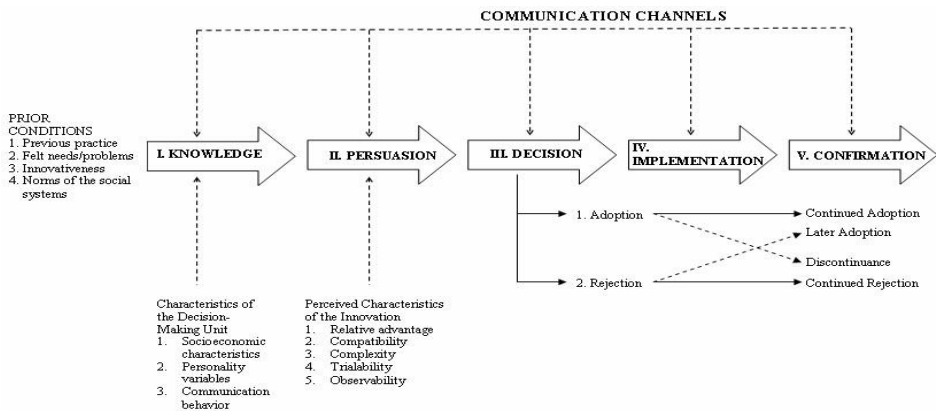 COMMUNICATION CHANNELS
PRIOR
CONDITIONS
1. Previous practice
2. Felt needs/problems
3. Innovativeness
4. Norms of the social
systems
I. KNOWLEDGE
II. PERSUASION
III. DECISION
IV.
IMPLEMENTATION
V. CONFIRMATION
1. Adoption
2. Rejection
Continued Adoption
Later Adoption
Discontinuance
Continued Rejection
Characteristics of
the Decision-
Making Unit
1. Socioeconomic
characteristics
2. Personality
variables
3. Communication
behavior
Perceived Characteristics
of the Innovation
1. Relative advantage
2. Compatibility
3. Complexity
4. Trialability
5. Observability